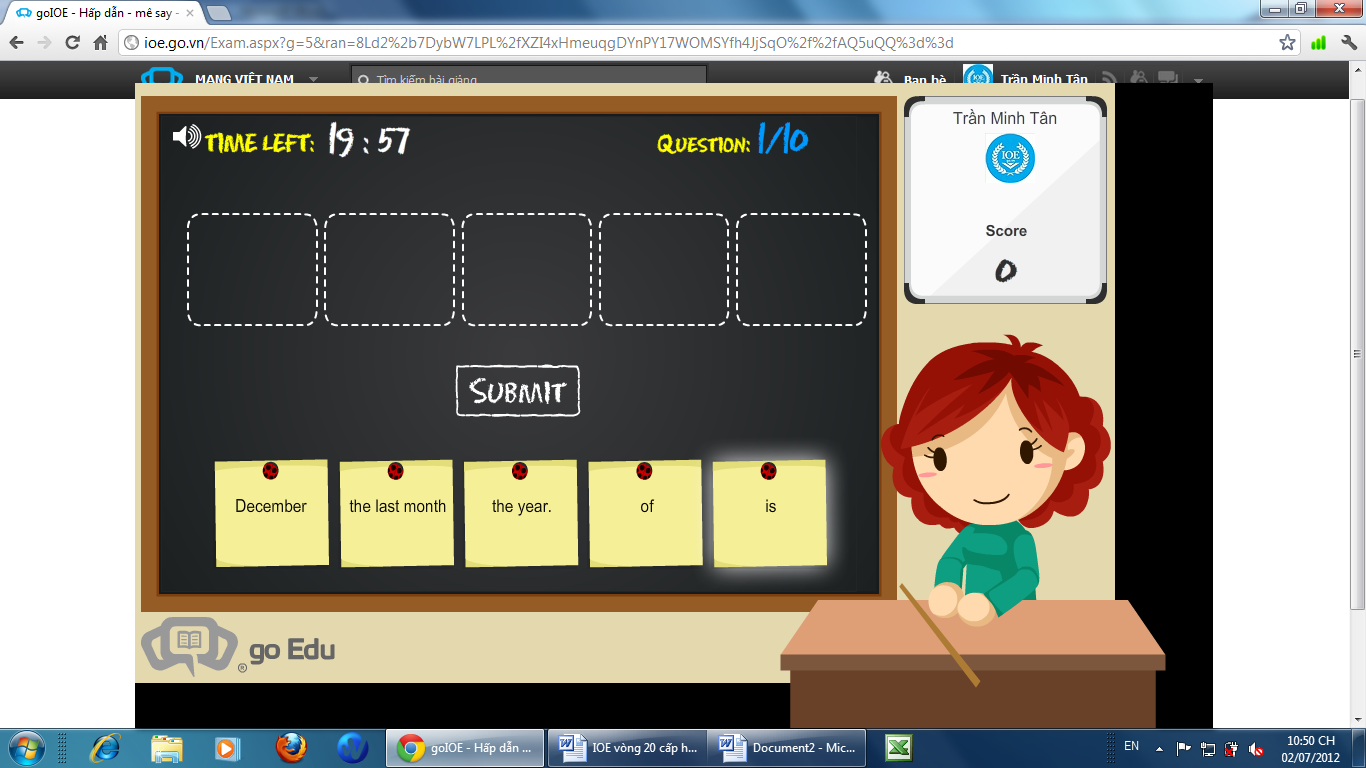 goIOE - Hấp dẫn - mê say -
ioe.go.vn/Exam.aspx?g=5&ran=8Ld2%2b7DybW7LPL%2fXZI4xHmeuqgDYnPY17WOMSYfh4JjSqO%2f%2fAQ5uQQ%3d%3d
MẠNG VIỆT NAM
Tìm kiếm bài giảng
Bạn bè
Trần Minh Tân
TIME LEFT: 19 : 57
QUESTION: 1/10
Trần Minh Tân
IOE
Score
0
SUBMIT
December
the last month
the year.
of
is
go Edu
goIOE - Hấp dẫn ...
IOE vòng 20 cấp h...
Document2 - Mic...
EN
10:50 CH
02/07/2012